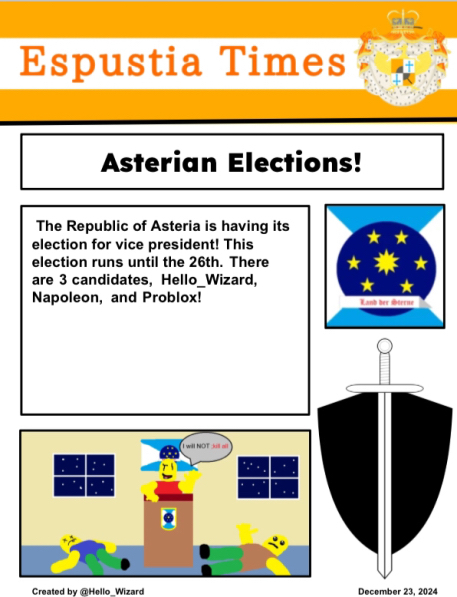 Espustia Times
Asterian Elections!
The Republic of Asteria is having its
election for vice president! This
election runs until the 26th. There
are 3 candidates, Hello_Wizard,
Napoleon, and Problox!
Land der Sterne
I will NOT ,kill all
Created by @Hello_Wizard
December 23, 2024